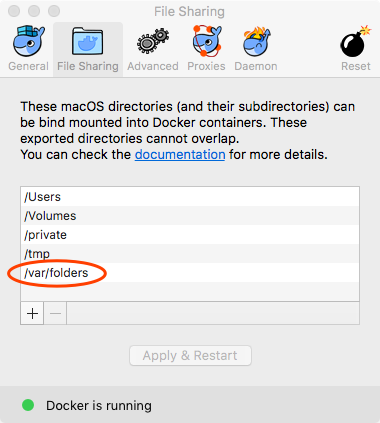 File Sharing
General File Sharing Advanced Proxies Daemon Reset
These macOS directories (and their subdirectories) can
be bind mounted into Docker containers. These
exported directories cannot overlap.
You can check the documentation for more details.
/Users
/Volumes
/private
/tmp
/var/folders
+ −
Apply & Restart
Docker is running